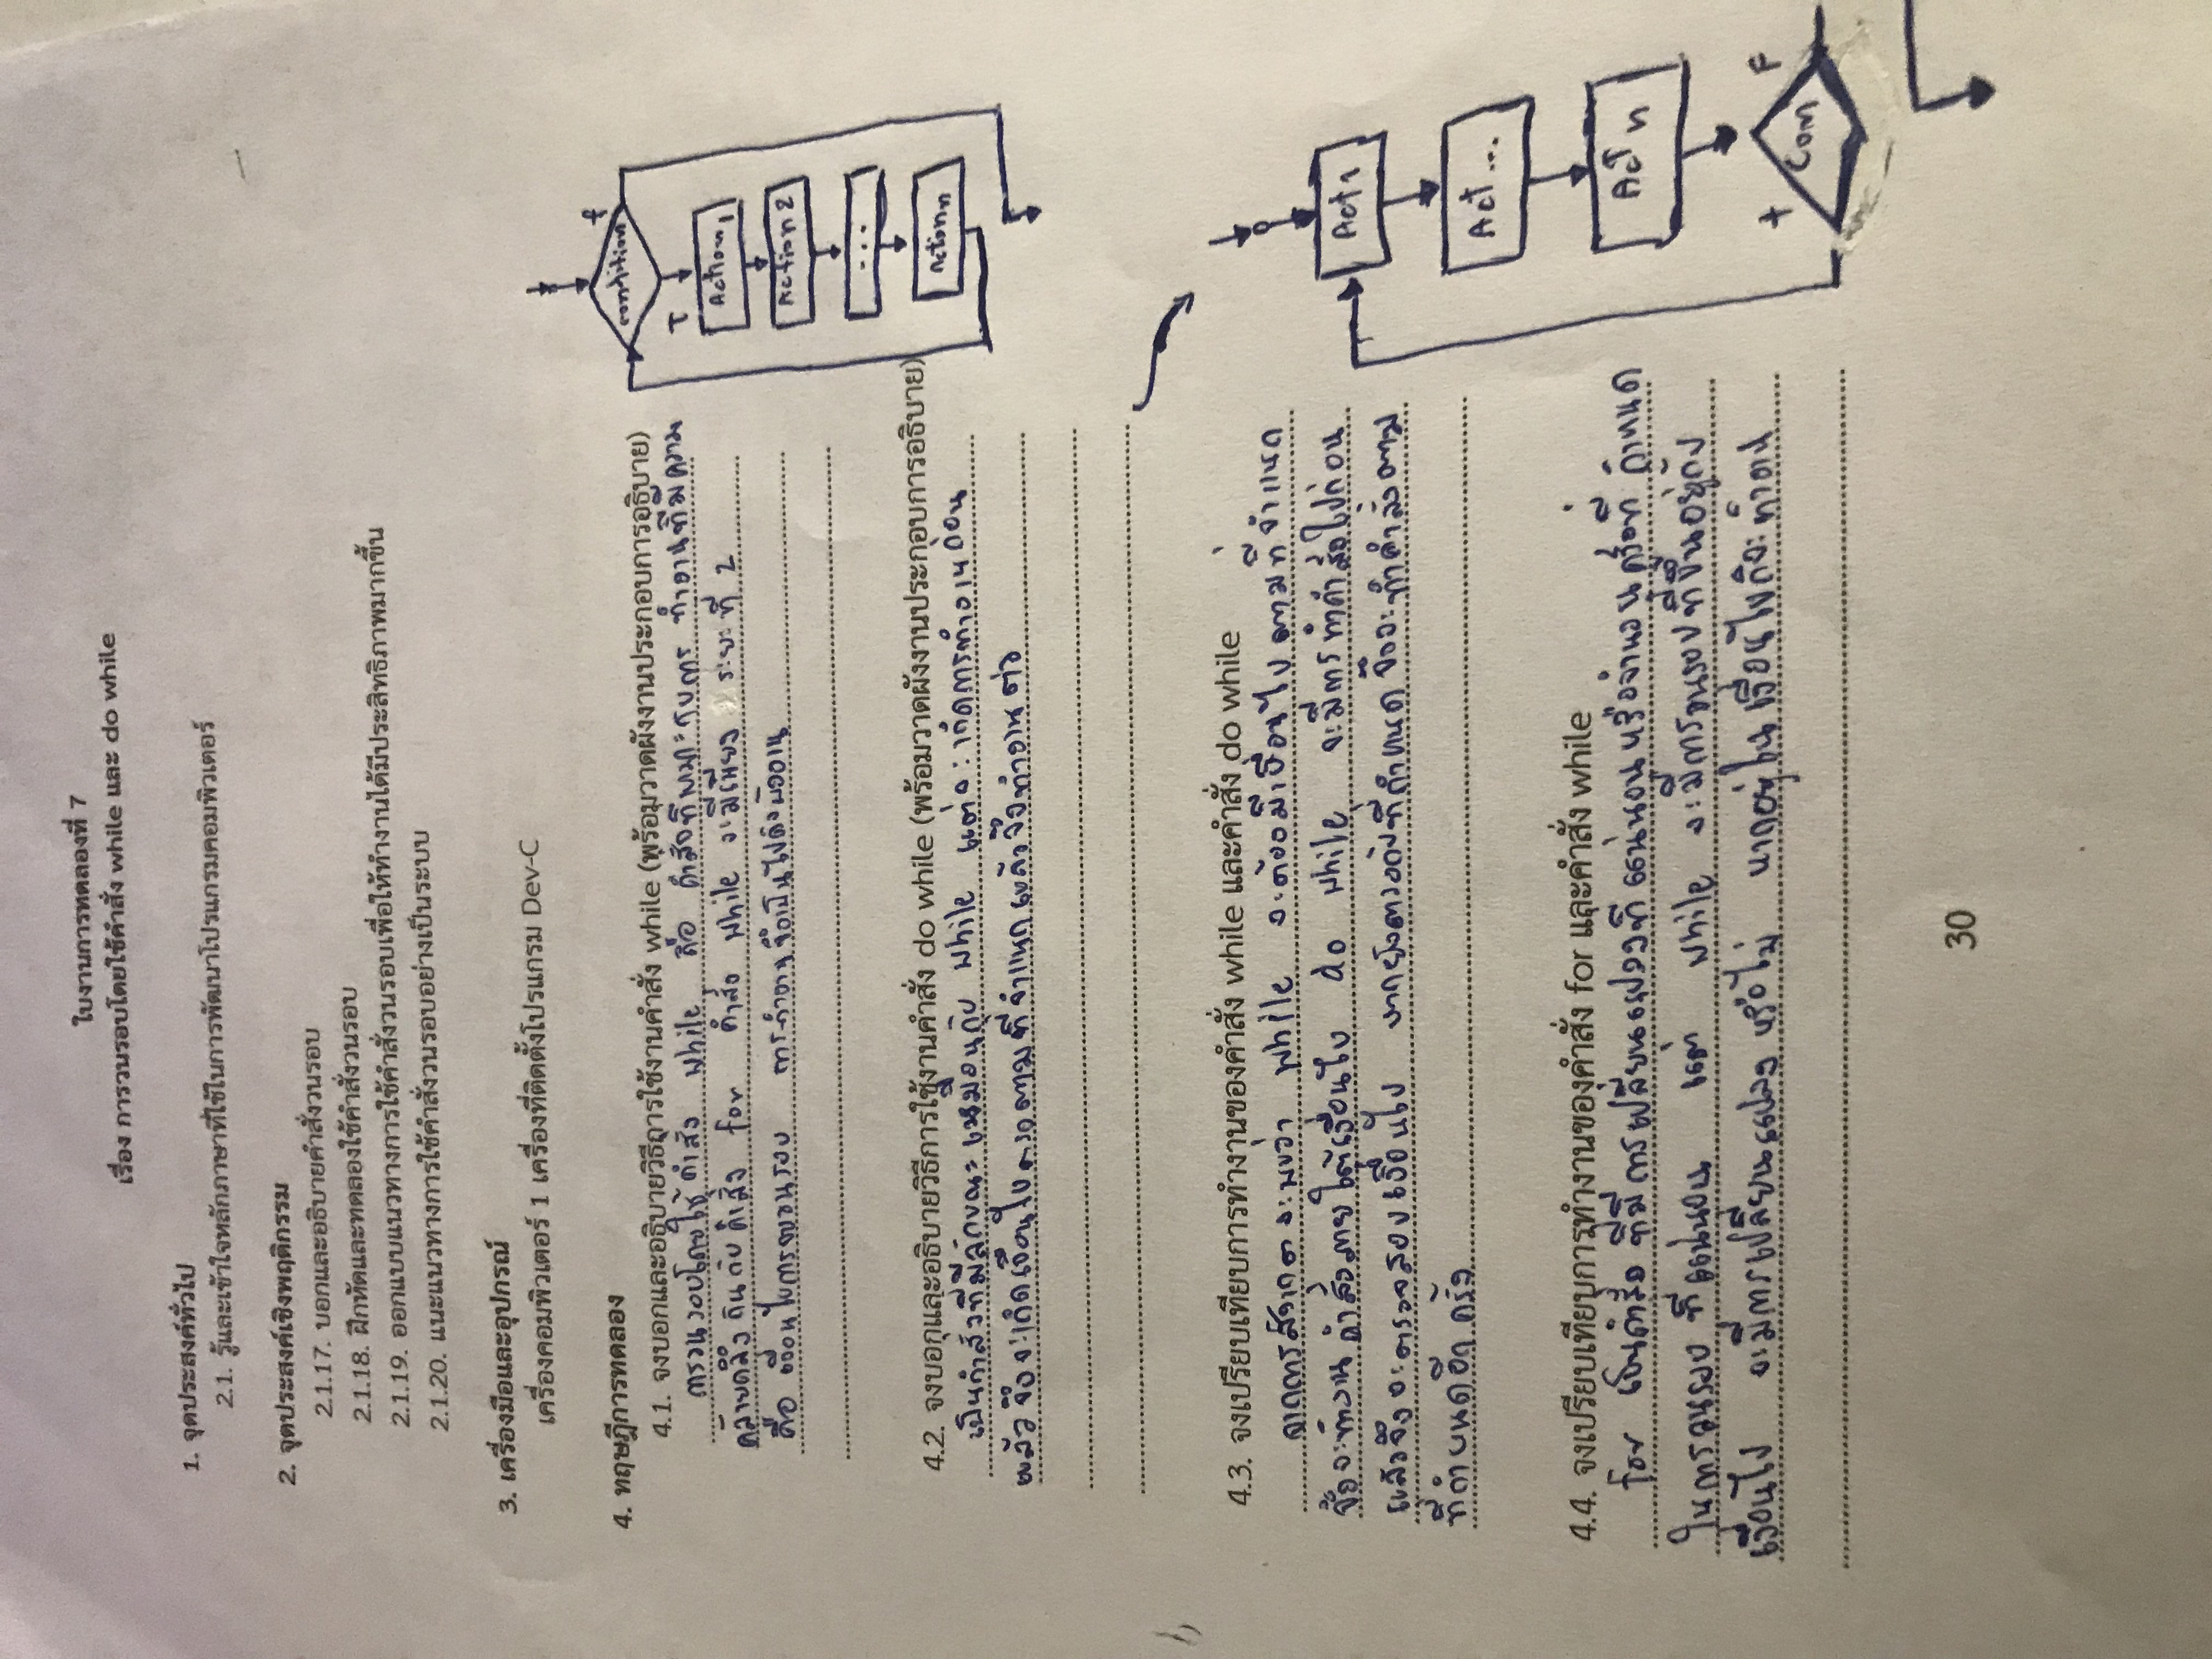 ใบงานการทดลองที่ 7
เรื่อง การวนรอบโดยใช้คำสั่ง while และ do while
1. จุดประสงค์ทั่วไป
2.1. รู้และเข้าใจหลักภาษาที่ใช้ในการพัฒนาโปรแกรมคอมพิวเตอร์
2. จุดประสงค์เชิงพฤติกรรม
2.1.17. บอกและอธิบายคำสั่งวนรอบ
2.1.18. ฝึกหัดและทดลองใช้คำสั่งวนรอบ
2.1.19. ออกแบบแนวทางการใช้คำสั่งวนรอบเพื่อให้ทำงานได้มีประสิทธิภาพมากขึ้น
2.1.20. แนะแนวทางการใช้คำสั่งวนรอบอย่างเป็นระบบ
3. เครื่องมือและอุปกรณ์
เครื่องคอมพิวเตอร์ 1 เครื่องที่ติดตั้งโปรแกรม Dev-C
4. ทฤษฎีการทดลอง
4.1. จงบอกและอธิบายวิธีการใช้งานคำสั่ง while (พร้อมวาดผังงานประกอบการอธิบาย)
การวนรอบโดยใช้ คำสั่ง while คือ คำสั่งที่เหมาะกับการ ทำงานที่มีความ
คล้ายคลึง กันกับ คำสั่ง for คำสั่ง while จะมีเพียง ระยะที่ 2
คือ เงื่อนไขการจบวนรอบ การทำงานจึงเป็นไปดังผังงาน
condition
f
T
Action 1
Action 2
...
Action n
4.2. จงบอกและอธิบายวิธีการใช้งานคำสั่ง do while (พร้อมวาดผังงานประกอบการอธิบาย)
เป็นคำสั่งที่มีลักษณะเหมือนกับ while แต่จะเกิดการทำงานก่อน
แล้วจึงจะเกิดเงื่อนไขตรงตามที่จำแนกแล้วจึงทำงานต่อ
4.3. จงเปรียบเทียบการทำงานของคำสั่ง while และคำสั่ง do while
จากการสังเกตจะพบว่า while จะต้องมีเงื่อนไขตามที่จำแนก
จึงจะทำงาน คำสั่งภายใต้เงื่อนไข do while จะมีการทำคำสั่งไปก่อน
แล้วจึงจะตรวจสอบเงื่อนไข หากยังตรงกับที่กำหนดจึงจะทำคำสั่งตาม
ที่กำหนดอีกครั้ง
4.4. จงเปรียบเทียบการทำงานของคำสั่ง for และคำสั่ง while
for เป็นคำสั่งที่มีการเปลี่ยนแปลงที่แน่นอนหรือจำนวนครั้งที่ กำหนด
ในการวนรอบที่แน่นอน แต่ while จะมีการวนรอบที่ขึ้นอยู่กับ
เงื่อนไข จะมีการเปลี่ยนแปลงหรือไม่ หากอยู่ในเงื่อนไขก็จะทำงาน
Act 1
Act ...
Act n
t
Con
F
30